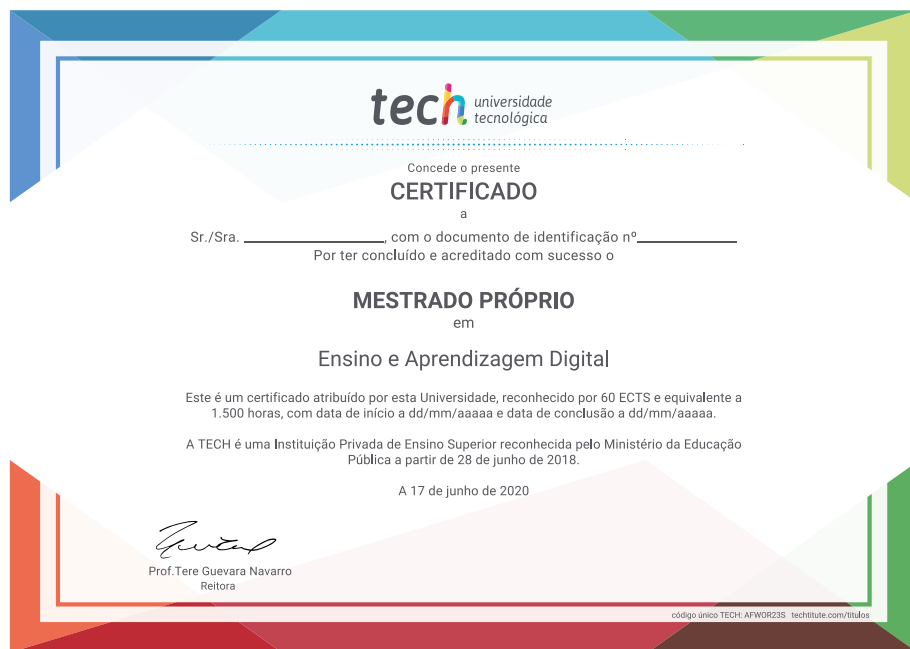 tech universidade
tecnológica
Concede o presente
CERTIFICADO
a
Sr./Sra. ________________, com o documento de identificação nº____________
Por ter concluído e acreditado com sucesso o
MESTRADO PRÓPRIO
em
Ensino e Aprendizagem Digital
Este é um certificado atribuído por esta Universidade, reconhecido por 60 ECTS e equivalente a
1.500 horas, com data de início a dd/mm/aaaaa e data de conclusão a dd/mm/aaaaa.
A TECH é uma Instituição Privada de Ensino Superior reconhecida pelo Ministério da Educação
Pública a partir de 28 de junho de 2018.
A 17 de junho de 2020
Prof.Tere Guevara Navarro
Reitora
código único TECH: AFWOR23S techtitute.com/titulos